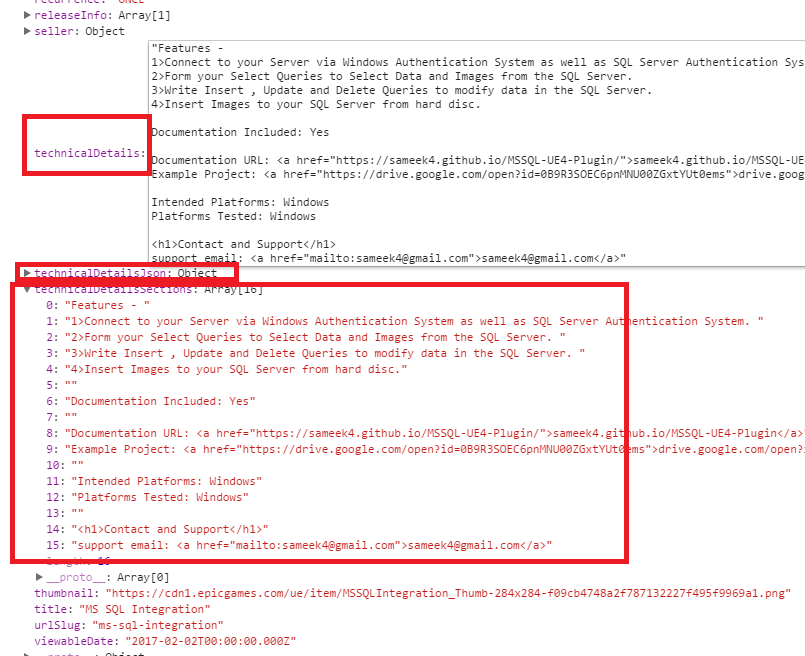 recurrence: "ONCE"
▶ releaseInfo: Array[1]
▶ seller: Object
"Features -
1>Connect to your Server via Windows Authentication System as well as SQL Server Authentication Sys
2>Form your Select Queries to Select Data and Images from the SQL Server.
3>Write Insert , Update and Delete Queries to modify data in the SQL Server.
4>Insert Images to your SQL Server from hard disc.
Documentation Included: Yes
technicalDetails:
Documentation URL: <a href="https://sameek4.github.io/MSSQL-UE4-Plugin/">sameek4.github.io/MSSQL-UE
Example Project: <a href="https://drive.google.com/open?id=0B9R3SOEC6pnMNU00ZGxtYUt0ems">drive.goog
Intended Platforms: Windows
Platforms Tested: Windows
<h1>Contact and Support</h1>
support email: <a href="mailto:sameek4@gmail.com">sameek4@gmail.com</a>"
▶ technicalDetailsJson: Object
▼ technicalDetailsSections: Array[16]
0: "Features - "
1: "1>Connect to your Server via Windows Authentication System as well as SQL Server Authentication System. "
2: "2>Form your Select Queries to Select Data and Images from the SQL Server. "
3: "3>Write Insert , Update and Delete Queries to modify data in the SQL Server. "
4: "4>Insert Images to your SQL Server from hard disc."
5: ""
6: "Documentation Included: Yes"
7: ""
8: "Documentation URL: <a href="https://sameek4.github.io/MSSQL-UE4-Plugin/">sameek4.github.io/MSSQL-UE4-Plugin</a>"
9: "Example Project: <a href="https://drive.google.com/open?id=0B9R3SOEC6pnMNU00ZGxtYUt0ems">drive.google.com/open?
10: ""
11: "Intended Platforms: Windows"
12: "Platforms Tested: Windows"
13: ""
14: "<h1>Contact and Support</h1>"
15: "support email: <a href="mailto:sameek4@gmail.com">sameek4@gmail.com</a>"
length: 16
▶ __proto__: Array[0]
thumbnail: "https://cdn1.epicgames.com/ue/item/MSSQLIntegration_Thumb-284x284-f09cb4748a2f787132227f495f9969a1.png"
title: "MS SQL Integration"
urlSlug: "ms-sql-integration"
viewableDate: "2017-02-02T00:00:00.000Z"
▶ __proto__: Object